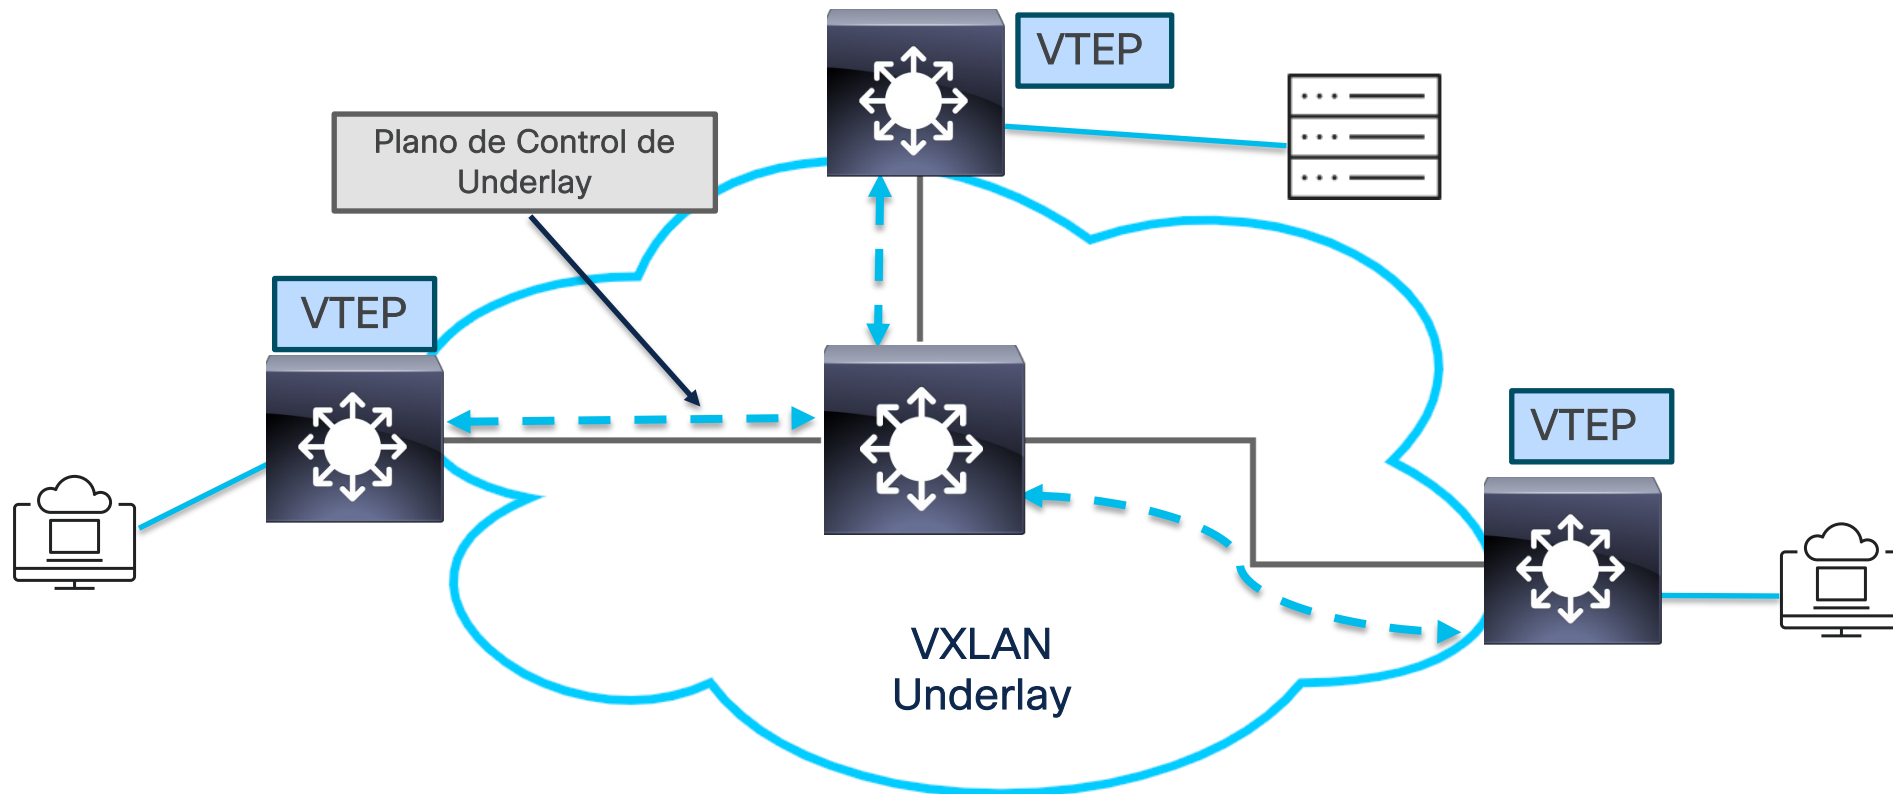 VTEP
Plano de Control de
Underlay
VTEP
VTEP
VXLAN
Underlay